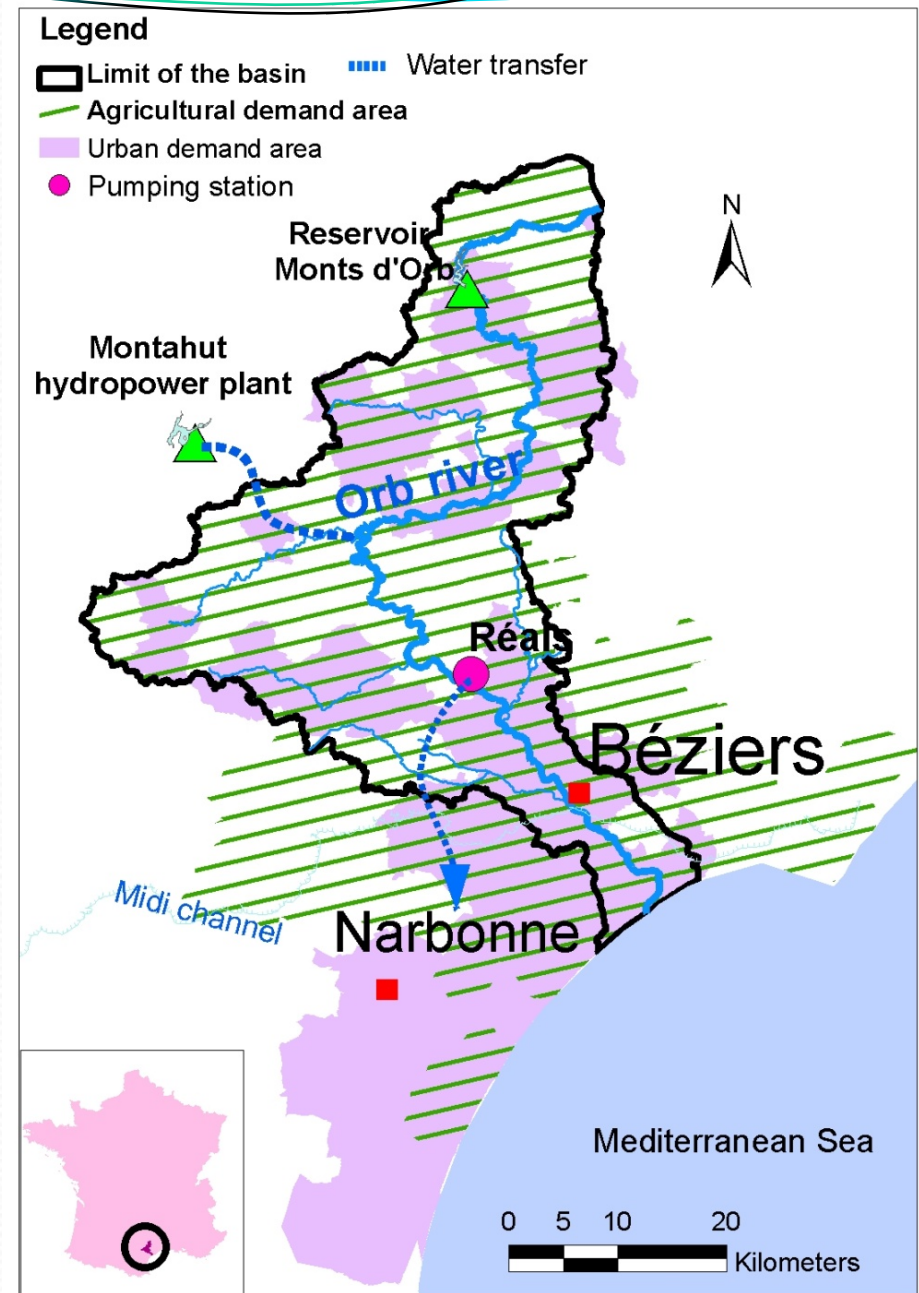 Legend
Limit of the basin
Water transfer
Agricultural demand area
Urban demand area
Pumping station
N
Reservoir
Monts d'Orb
Montahut
hydropower plant
Orb river
Réals
Béziers
Midi channel
Narbonne
Mediterranean Sea
0 5 10 20
Kilometers